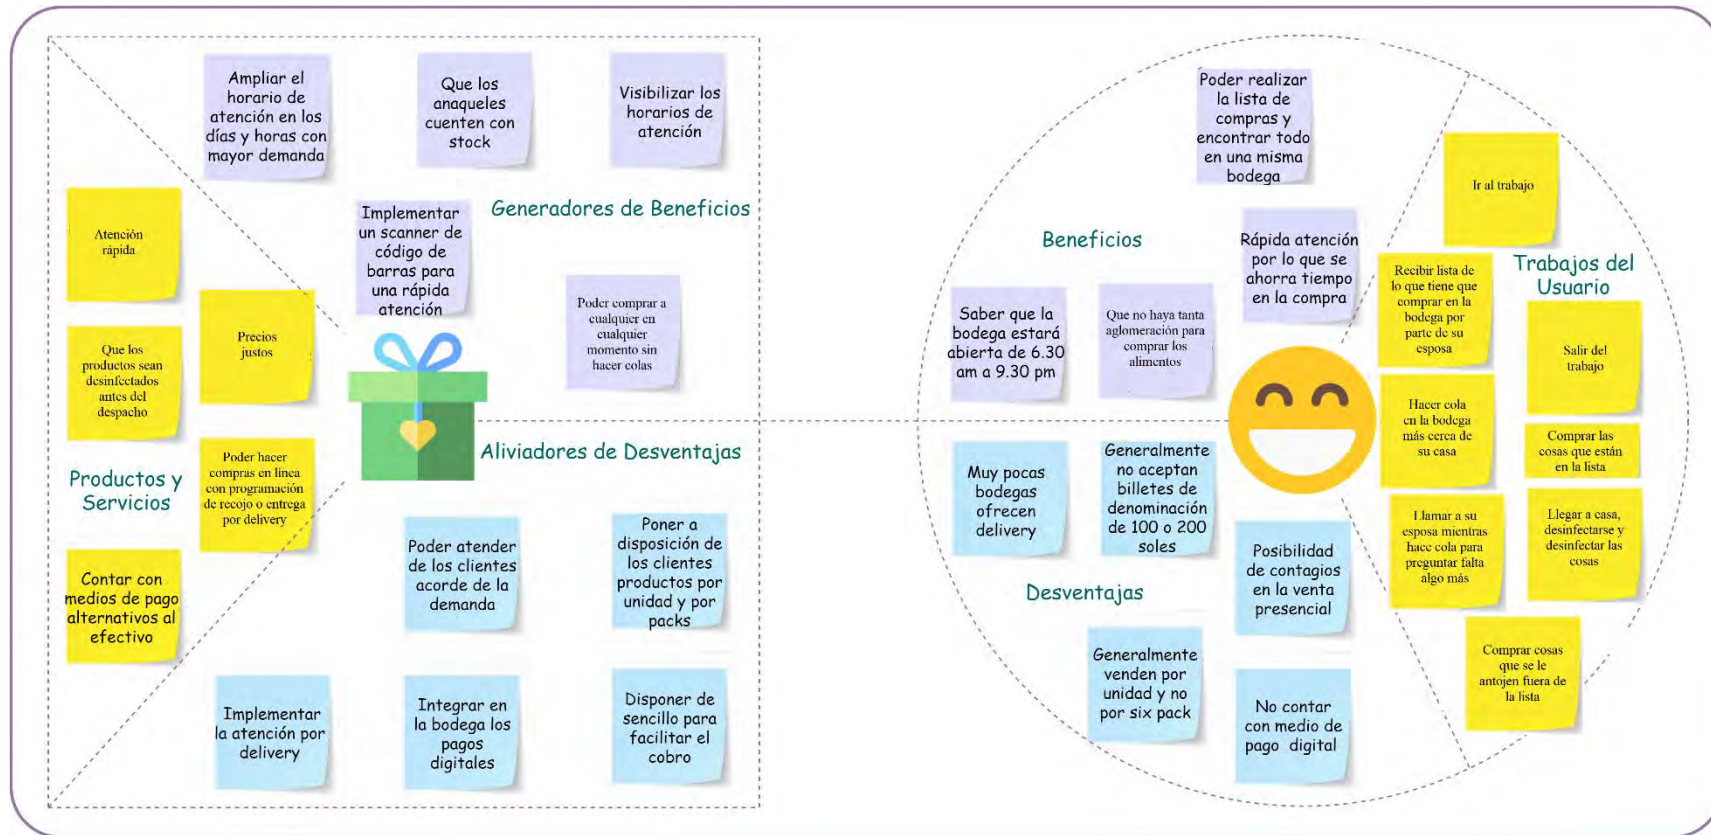 Ampliar el
horario de
atención en los
días y horas con
mayor demanda
Que los
anaqueles
cuenten con
stock
Visibilizar los
horarios de
atención
Implementar
un scanner de
código de
barras para
una rápida
atención
Generadores de Beneficios
Poder comprar a
cualquier en
cualquier
momento sin
hacer colas
Atención
rápida
Precios
justos
Que los
productos sean
desinfectados
antes del
despacho
Productos y
Servicios
Poder hacer
compras en línea
con programación
de recojo o entrega
por delivery
Contar con
medios de pago
alternativos al
efectivo
Aliviadores de Desventajas
Poder atender
de los clientes
acorde de la
demanda
Poner a
disposición de
los clientes
productos por
unidad y por
packs
Implementar
la atención por
delivery
Integrar en
la bodega los
pagos
digitales
Disponer de
sencillo para
facilitar el
cobro
Poder realizar
la lista de
compras y
encontrar todo
en una misma
bodega
Beneficios
Rápida atención
por lo que se
ahorra tiempo
en la compra
Saber que la
bodega estará
abierta de 6.30
am a 9.30 pm
Que no haya tanta
aglomeración para
comprar los
alimentos
Muy pocas
bodegas
ofrecen
delivery
Generalmente
no aceptan
billetes de
denominación
de 100 o 200
soles
Desventajas
Posibilidad
de contagios
en la venta
presencial
Generalmente
venden por
unidad y no
por six pack
No contar
con medio de
pago digital
Ir al trabajo
Trabajos del
Usuario
Recibir lista de
lo que tiene que
comprar en la
bodega por
parte de su
esposa
Salir del
trabajo
Hacer cola
en la bodega
más cerca de
su casa
Comprar las
cosas que están
en la lista
Llamar a su
esposa mientras
hace cola para
preguntar falta
algo más
Llegar a casa,
desinfectarse y
desinfectar las
cosas
Comprar cosas
que se le
antojen fuera de
la lista